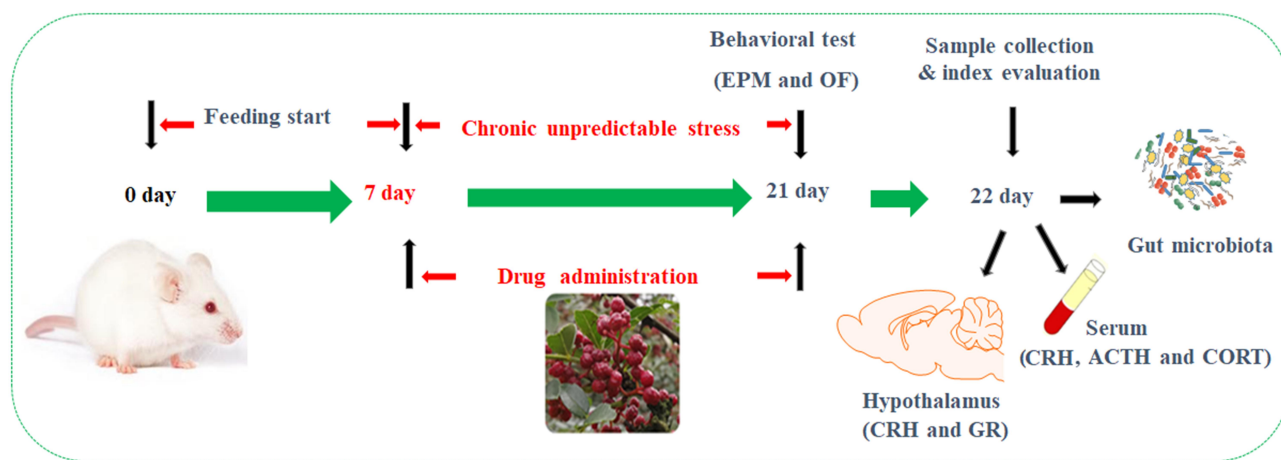 Behavioral test
(EPM and OF)
Sample collection
& index evaluation
Feeding start
Chronic unpredictable stress
0 day
7 day
21 day
22 day
Gut microbiota
Drug administration
Serum
(CRH, ACTH and CORT)
Hypothalamus
(CRH and GR)